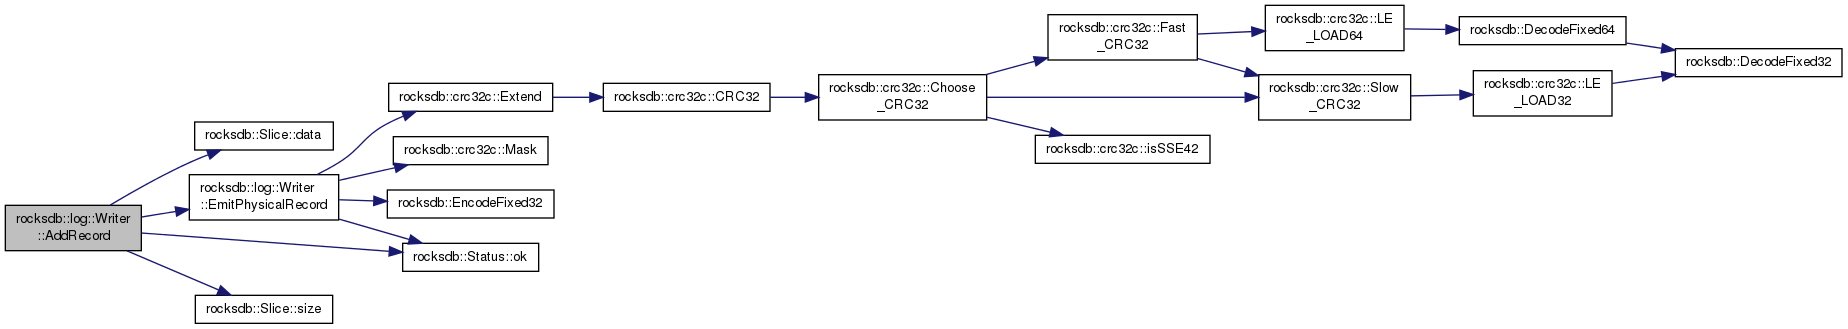 rocksdb::log::Writer
::AddRecord
rocksdb::Slice::data
rocksdb::log::Writer
::EmitPhysicalRecord
rocksdb::Slice::size
rocksdb::crc32c::Extend
rocksdb::crc32c::Mask
rocksdb::EncodeFixed32
rocksdb::Status::ok
rocksdb::crc32c::CRC32
rocksdb::crc32c::Choose
_CRC32
rocksdb::crc32c::Fast
_CRC32
rocksdb::crc32c::isSSE42
rocksdb::crc32c::LE
_LOAD64
rocksdb::crc32c::Slow
_CRC32
rocksdb::DecodeFixed64
rocksdb::crc32c::LE
_LOAD32
rocksdb::DecodeFixed32